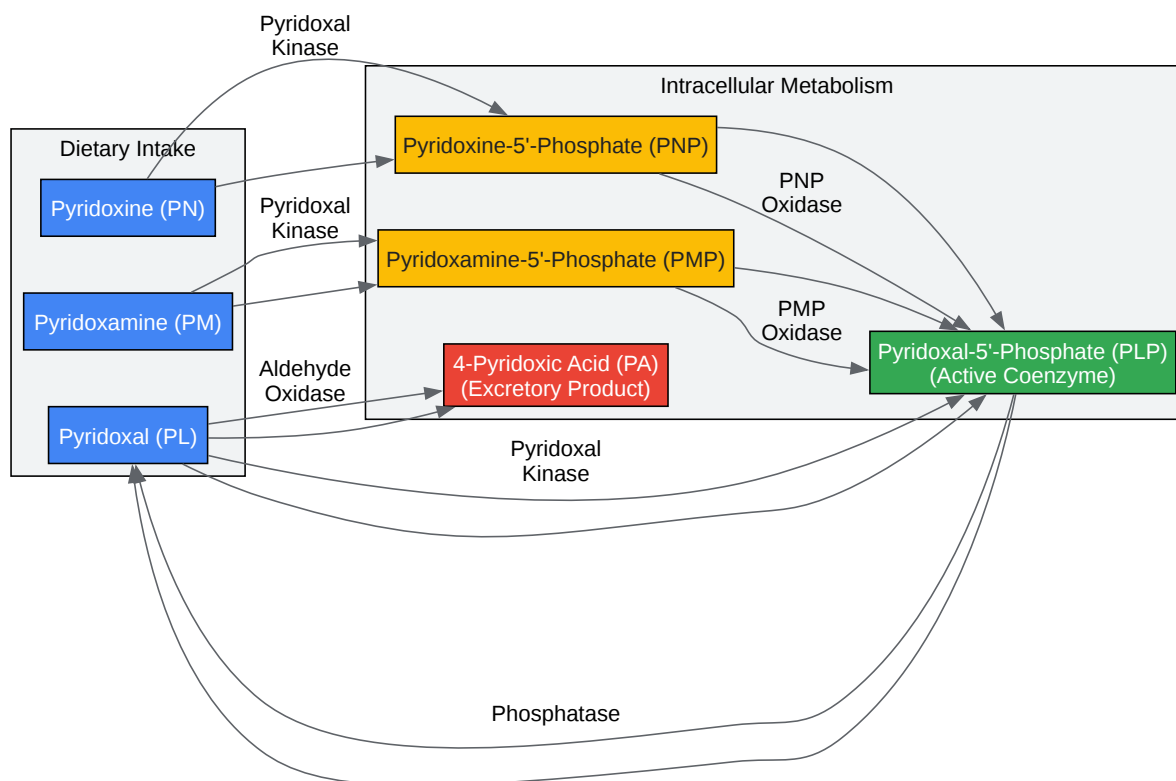 Pyridoxal
Kinase
Intracellular Metabolism
Dietary Intake
Pyridoxine-5'-Phosphate (PNP)
Pyridoxine (PN)
PNP
Oxidase
Pyridoxal
Kinase
Pyridoxamine-5'-Phosphate (PMP)
Pyridoxamine (PM)
PMP
Oxidase
Pyridoxal-5'-Phosphate (PLP)
(Active Coenzyme)
Aldehyde
Oxidase
4-Pyridoxic Acid (PA)
(Excretory Product)
Pyridoxal (PL)
Pyridoxal
Kinase
Phosphatase